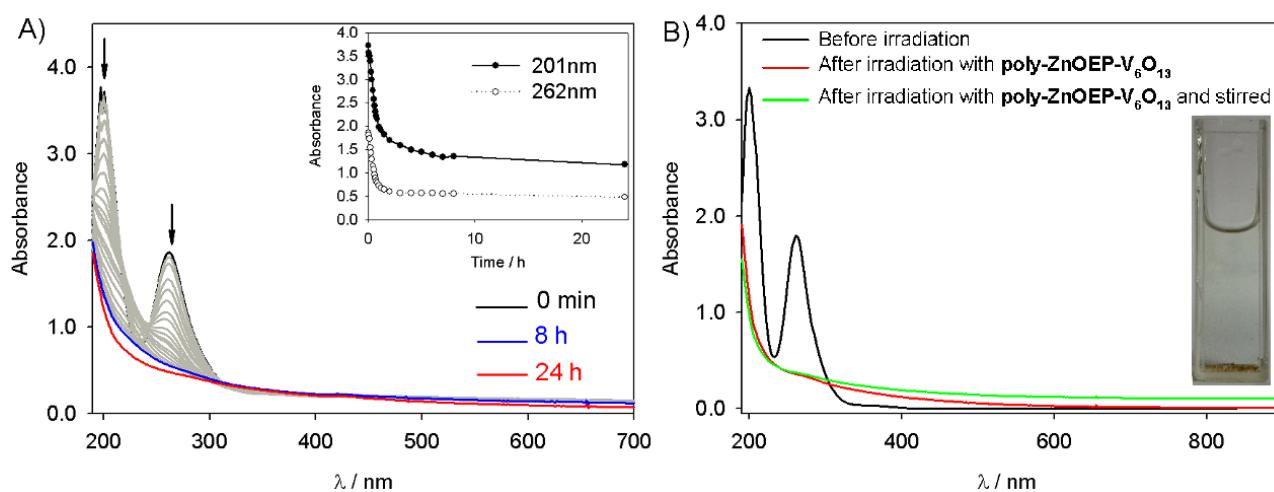 A)
4.0
3.0
2.0
1.0
0.0
Absorbance
200 300 400 500 600 700
λ / nm
0 min
8 h
24 h
4.0
3.5
3.0
2.5
2.0
1.5
1.0
0.5
0.0
Absorbance
0 10 20
Time / h
201nm
262nm
B)
4.0
3.0
2.0
1.0
0.0
Absorbance
200 400 600 800
λ / nm
Before irradiation
After irradiation with poly-ZnOEP-V₆O₁₃
After irradiation with poly-ZnOEP-V₆O₁₃ and stirred